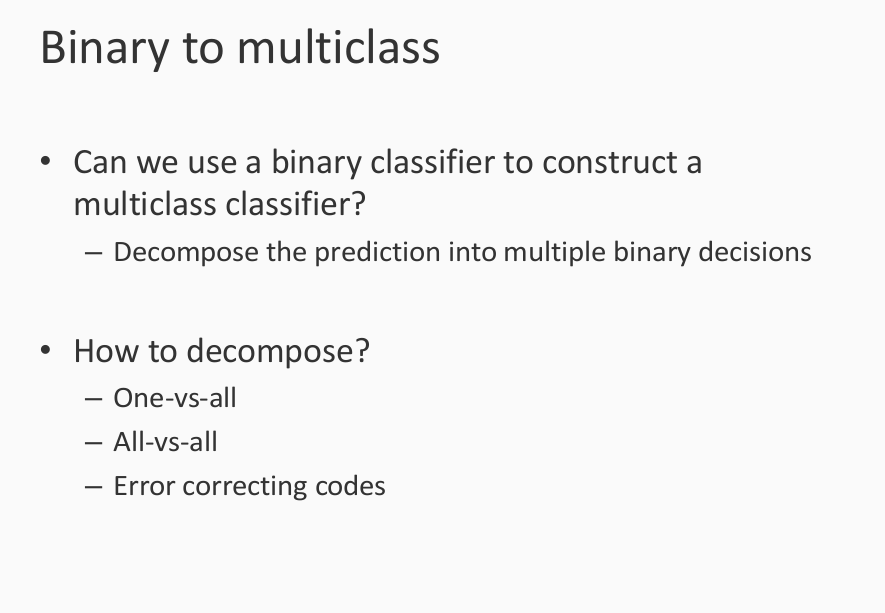 Binary to multiclass
• Can we use a binary classifier to construct a
multiclass classifier?
– Decompose the prediction into multiple binary decisions
• How to decompose?
– One-vs-all
– All-vs-all
– Error correcting codes